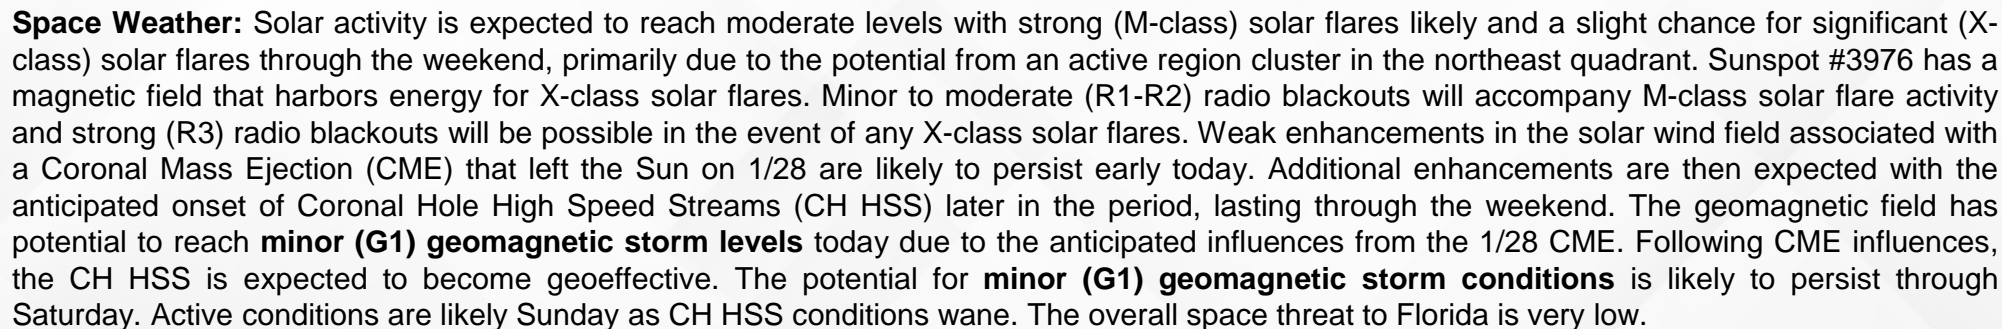 Space Weather: Solar activity is expected to reach moderate levels with strong (M-class) solar flares likely and a slight chance for significant (X-
class) solar flares through the weekend, primarily due to the potential from an active region cluster in the northeast quadrant. Sunspot #3976 has a
magnetic field that harbors energy for X-class solar flares. Minor to moderate (R1-R2) radio blackouts will accompany M-class solar flare activity
and strong (R3) radio blackouts will be possible in the event of any X-class solar flares. Weak enhancements in the solar wind field associated with
a Coronal Mass Ejection (CME) that left the Sun on 1/28 are likely to persist early today. Additional enhancements are then expected with the
anticipated onset of Coronal Hole High Speed Streams (CH HSS) later in the period, lasting through the weekend. The geomagnetic field has
potential to reach minor (G1) geomagnetic storm levels today due to the anticipated influences from the 1/28 CME. Following CME influences,
the CH HSS is expected to become geoeffective. The potential for minor (G1) geomagnetic storm conditions is likely to persist through
Saturday. Active conditions are likely Sunday as CH HSS conditions wane. The overall space threat to Florida is very low.